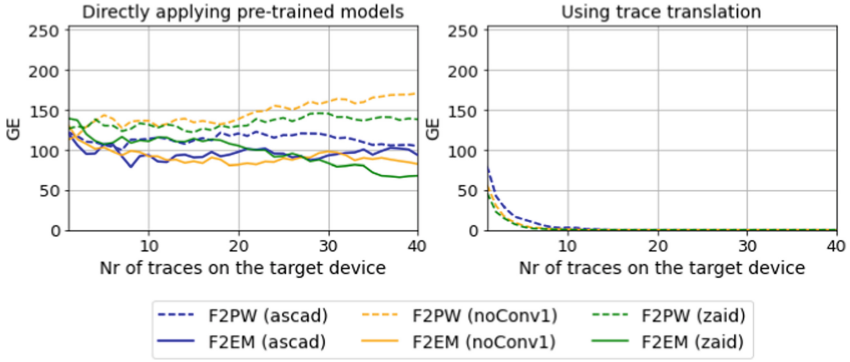 Directly applying pre-trained models
Using trace translation
250
200
150
100
50
0
GE
10
20
30
40
Nr of traces on the target device
250
200
150
100
50
0
GE
10
20
30
40
Nr of traces on the target device
F2PW (ascad)
F2PW (noConv1)
F2PW (zaid)
F2EM (ascad)
F2EM (noConv1)
F2EM (zaid)